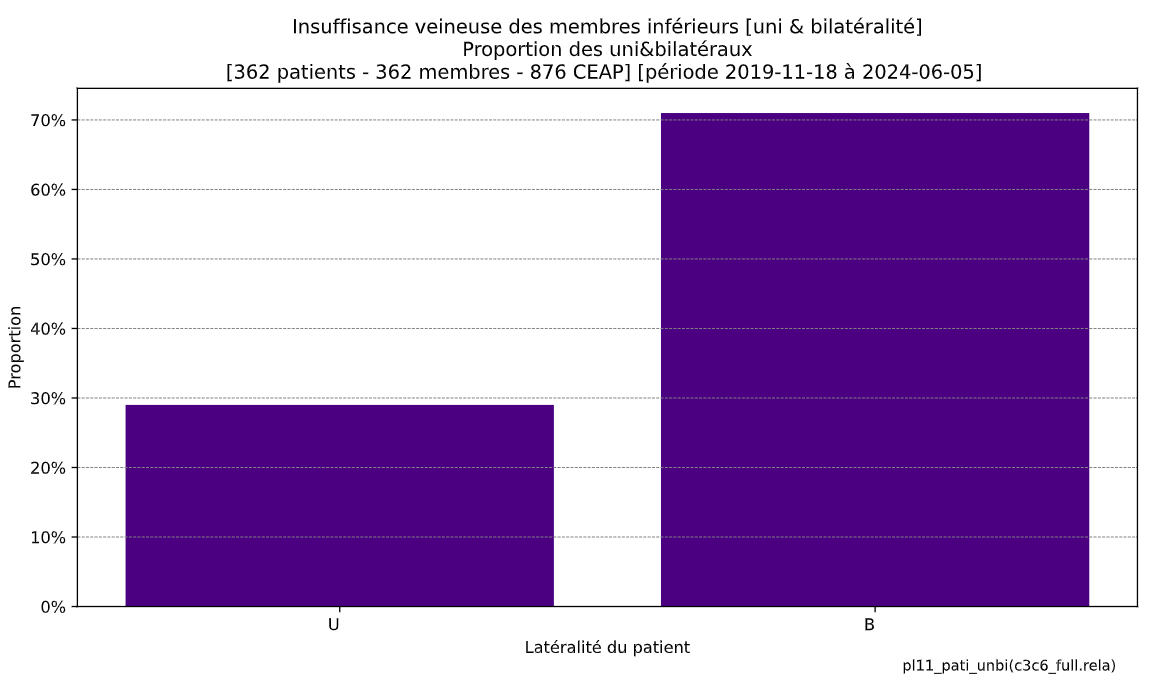 Insuffisance veineuse des membres inférieurs [uni & bilatéralité]
Proportion des uni&bilatéraux
[362 patients - 362 membres - 876 CEAP] [période 2019-11-18 à 2024-06-05]
70%
60%
50%
40%
30%
20%
10%
0%
Proportion
U
B
Latéralité du patient
pl11_pati_unbi(c3c6_full.rela)